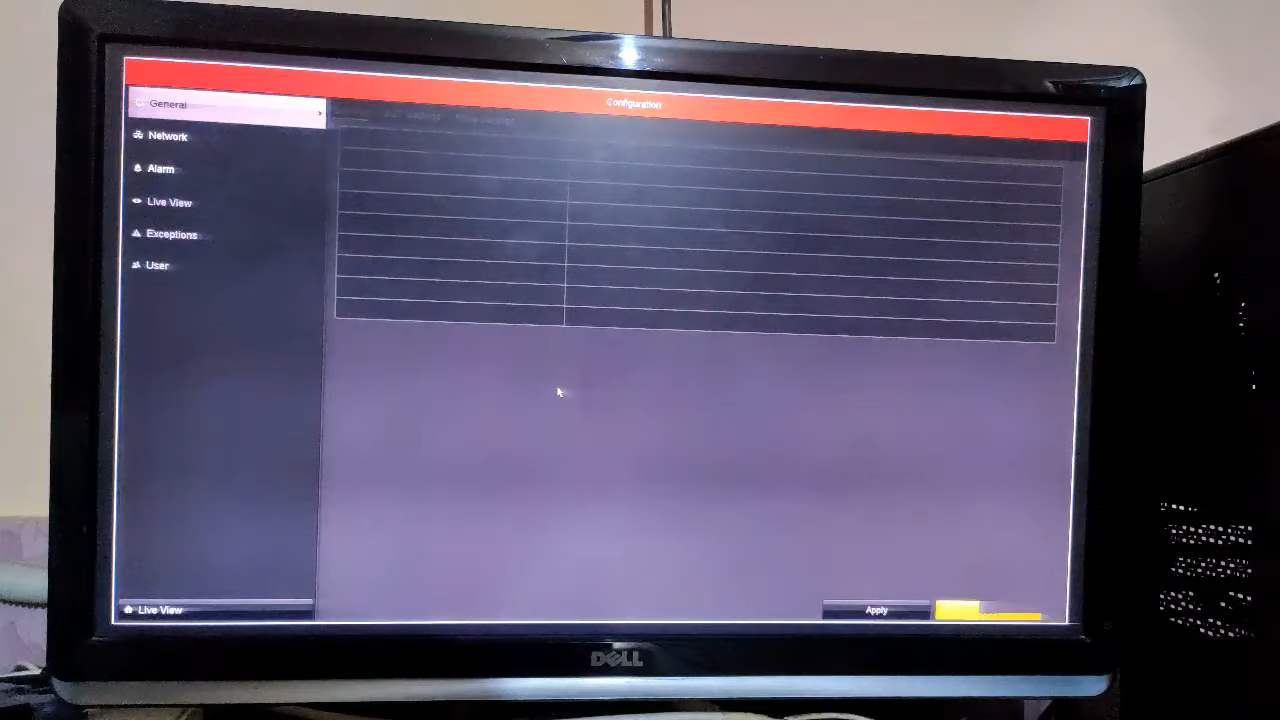 Configuration
General
Network
Alarm
Live View
Exceptions
User
Live View
Apply
DELL